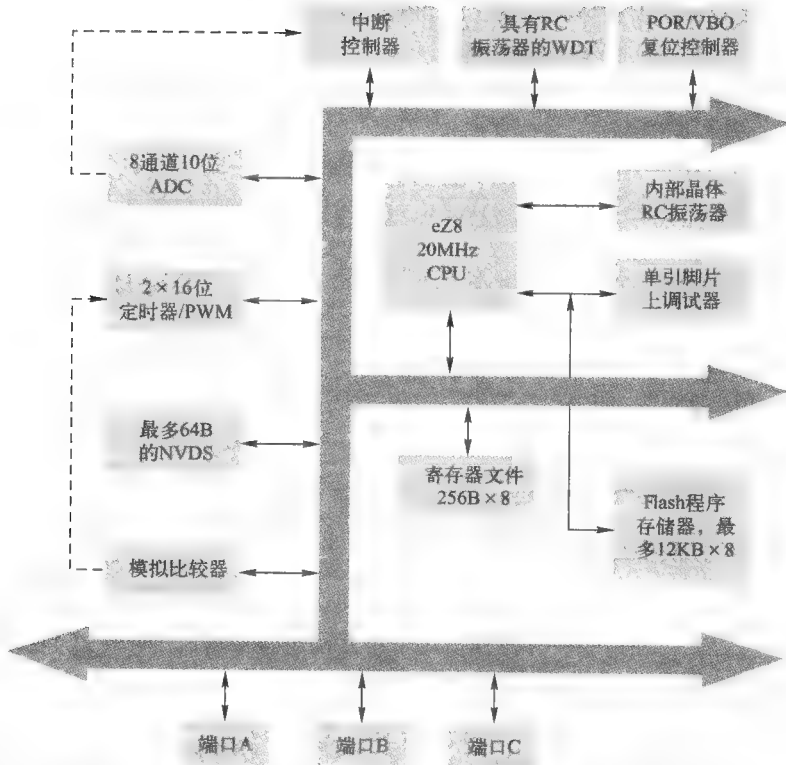 中断
控制器
具有RC
振荡器的WDT
POR/VBO
复位控制器
8通道10位
ADC
eZ8
20MHz
CPU
内部晶体
RC振荡器
2×16位
定时器/PWM
单引脚片
上调试器
最多64B
的NVDS
寄存器文件
256B×8
Flash程序
存储器，最
多12KB×8
模拟比较器
端口A
端口B
端口C